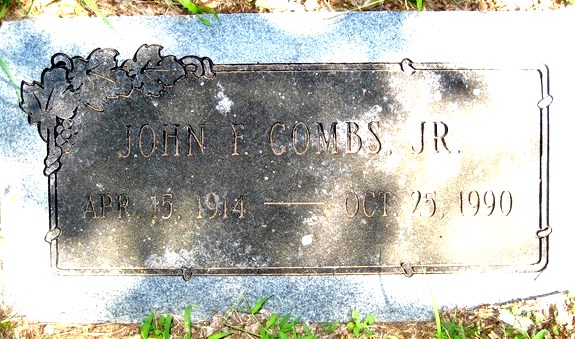 JOHN F. COMBS, JR.
APR. 15, 1914 — OCT. 25, 1990